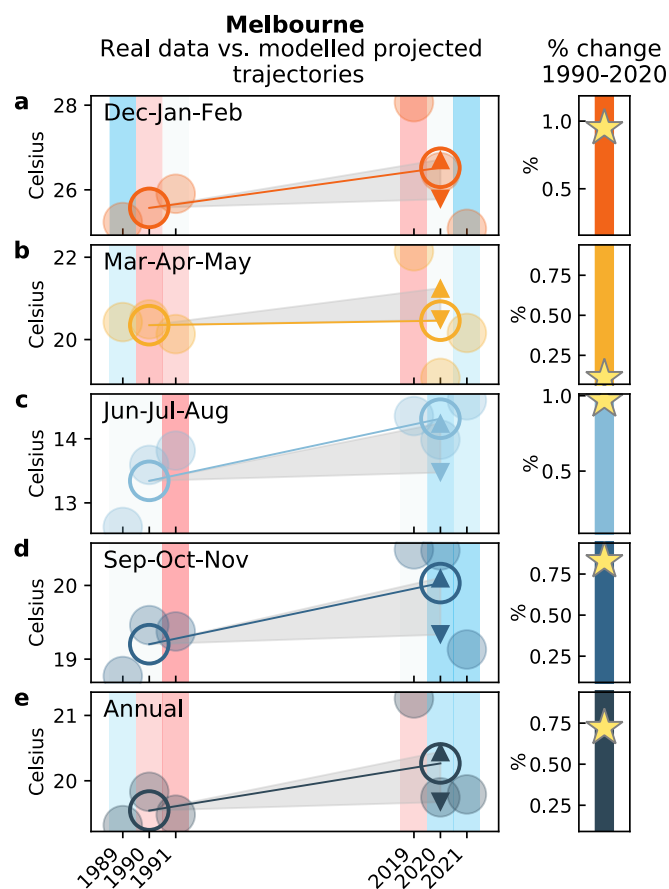 Melbourne
Real data vs. modelled projected
trajectories
% change
1990-2020
a
Dec-Jan-Feb
28
26
Celsius
1.0
0.5
%
b
Mar-Apr-May
22
20
Celsius
0.75
0.50
0.25
%
c
Jun-Jul-Aug
14
13
Celsius
1.0
0.5
%
d
Sep-Oct-Nov
20
19
Celsius
0.75
0.50
0.25
%
e
Annual
21
20
Celsius
0.75
0.50
0.25
%
1989
1990
1991
2019
2020
2021